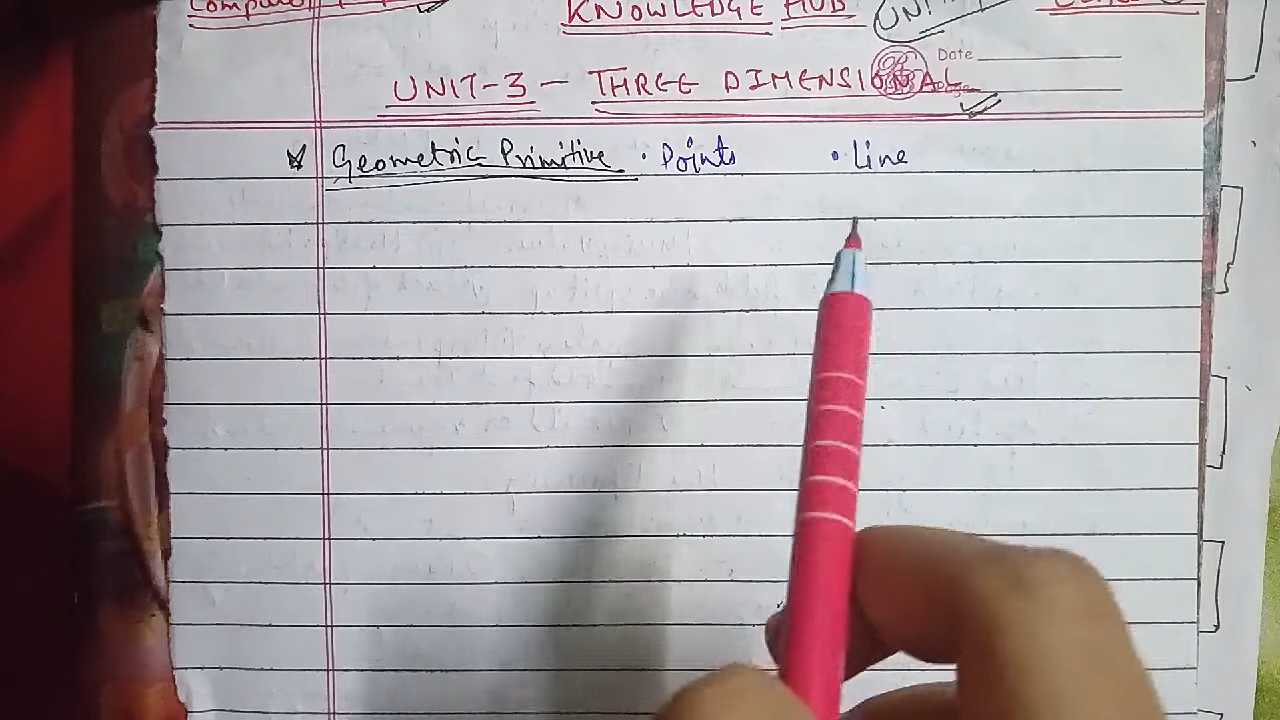 KNOWLEDGE HUB
Date
UNIT-3 - THREE DIMENSIONAL
Geometric Primitive • Points • Line